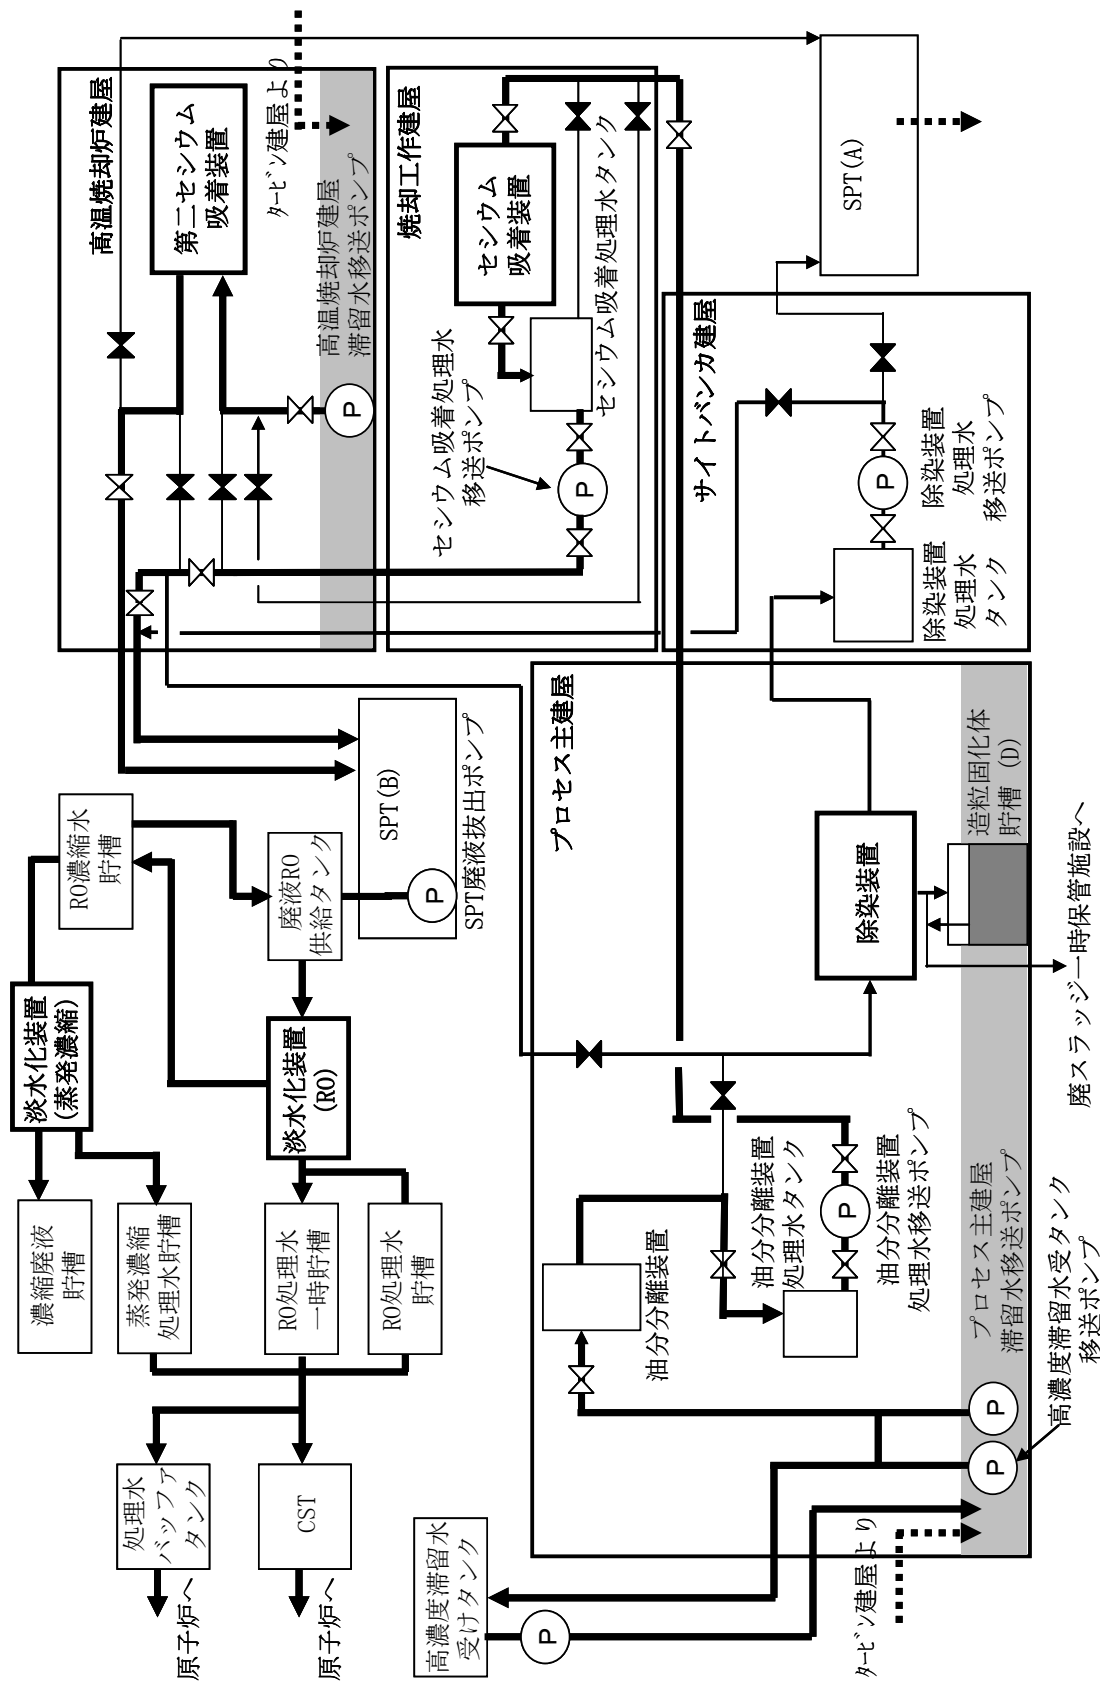 高温焼却炉建屋
第二セシウム
吸着装置
ﾀｰﾋﾞﾝ建屋より
高温焼却炉建屋
滞留水移送ポンプ
P
焼却工作建屋
セシウム
吸着装置
セシウム吸着処理水タンク
セシウム吸着処理水
移送ポンプ
P
SPT(A)
サイトバンカ建屋
除染装置
処理水
移送ポンプ
P
除染装置
処理水
タンク
SPT(B)
P
SPT廃液抜出ポンプ
RO濃縮水
貯槽
廃液RO
供給タンク
淡水化装置
(蒸発濃縮)
淡水化装置
(RO)
濃縮廃液
貯槽
蒸発濃縮
処理水貯槽
RO処理水
一時貯槽
RO処理水
貯槽
処理水
バッファ
タンク
CST
原子炉へ
原子炉へ
プロセス主建屋
除染装置
造粒固化体
貯槽 (D)
廃スラッジ一時保管施設へ
油分分離装置
油分分離装置
処理水タンク
油分分離装置
処理水移送ポンプ
P
プロセス主建屋
滞留水移送ポンプ
P
P
高濃度滞留水受タンク
移送ポンプ
ﾀｰﾋﾞﾝ建屋より
高濃度滞留水
受けタンク
P